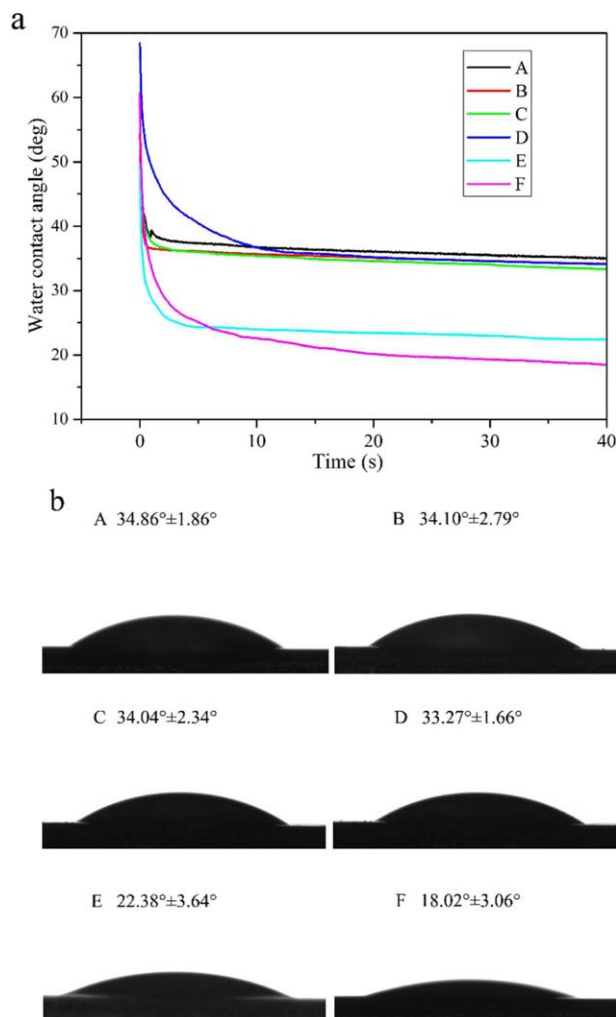 a
70
60
50
40
30
20
10
Water contact angle (deg)
A
B
C
D
E
F
0 10 20 30 40
Time (s)
b
A 34.86°±1.86° B 34.10°±2.79°
C 34.04°±2.34° D 33.27°±1.66°
E 22.38°±3.64° F 18.02°±3.06°